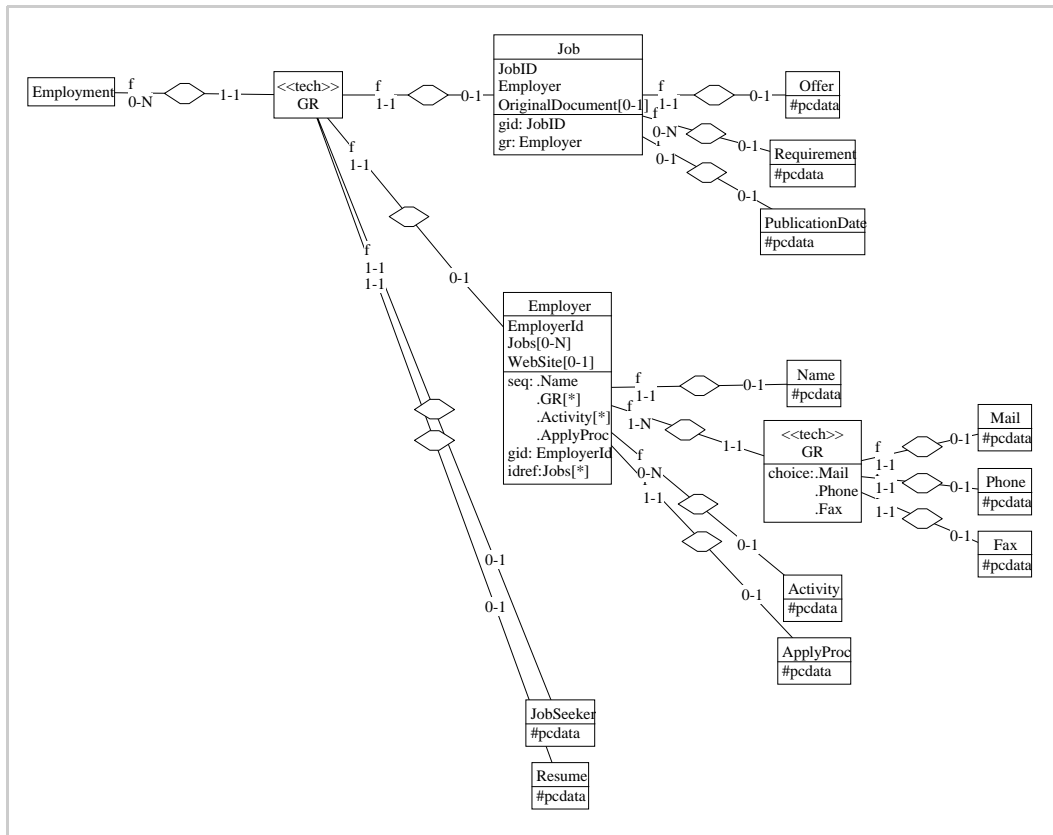 Job
JobID
Employer
OriginalDocument[0-1]
gid: JobID
gr: Employer
Employment
f
0-N
1-1
<<tech>>
GR
f
1-1
0-1
f
1-1
0-1
Offer
#pcdata
f
0-N
0-1
Requirement
#pcdata
f
0-1
0-1
PublicationDate
#pcdata
f
1-1
0-1
Employer
EmployerId
Jobs[0-N]
WebSite[0-1]
seq: .Name
.GR[*]
.Activity[*]
.ApplyProc
gid: EmployerId
idref:Jobs[*]
f
1-1
0-1
Name
#pcdata
f
1-N
1-1
<<tech>>
GR
choice:.Mail
.Phone
.Fax
f
1-1
0-1
Mail
#pcdata
f
1-1
0-1
Phone
#pcdata
1-1
0-1
Fax
#pcdata
f
0-N
0-1
Activity
#pcdata
f
1-1
0-1
ApplyProc
#pcdata
f
1-1
1-1
0-1
0-1
JobSeeker
#pcdata
Resume
#pcdata